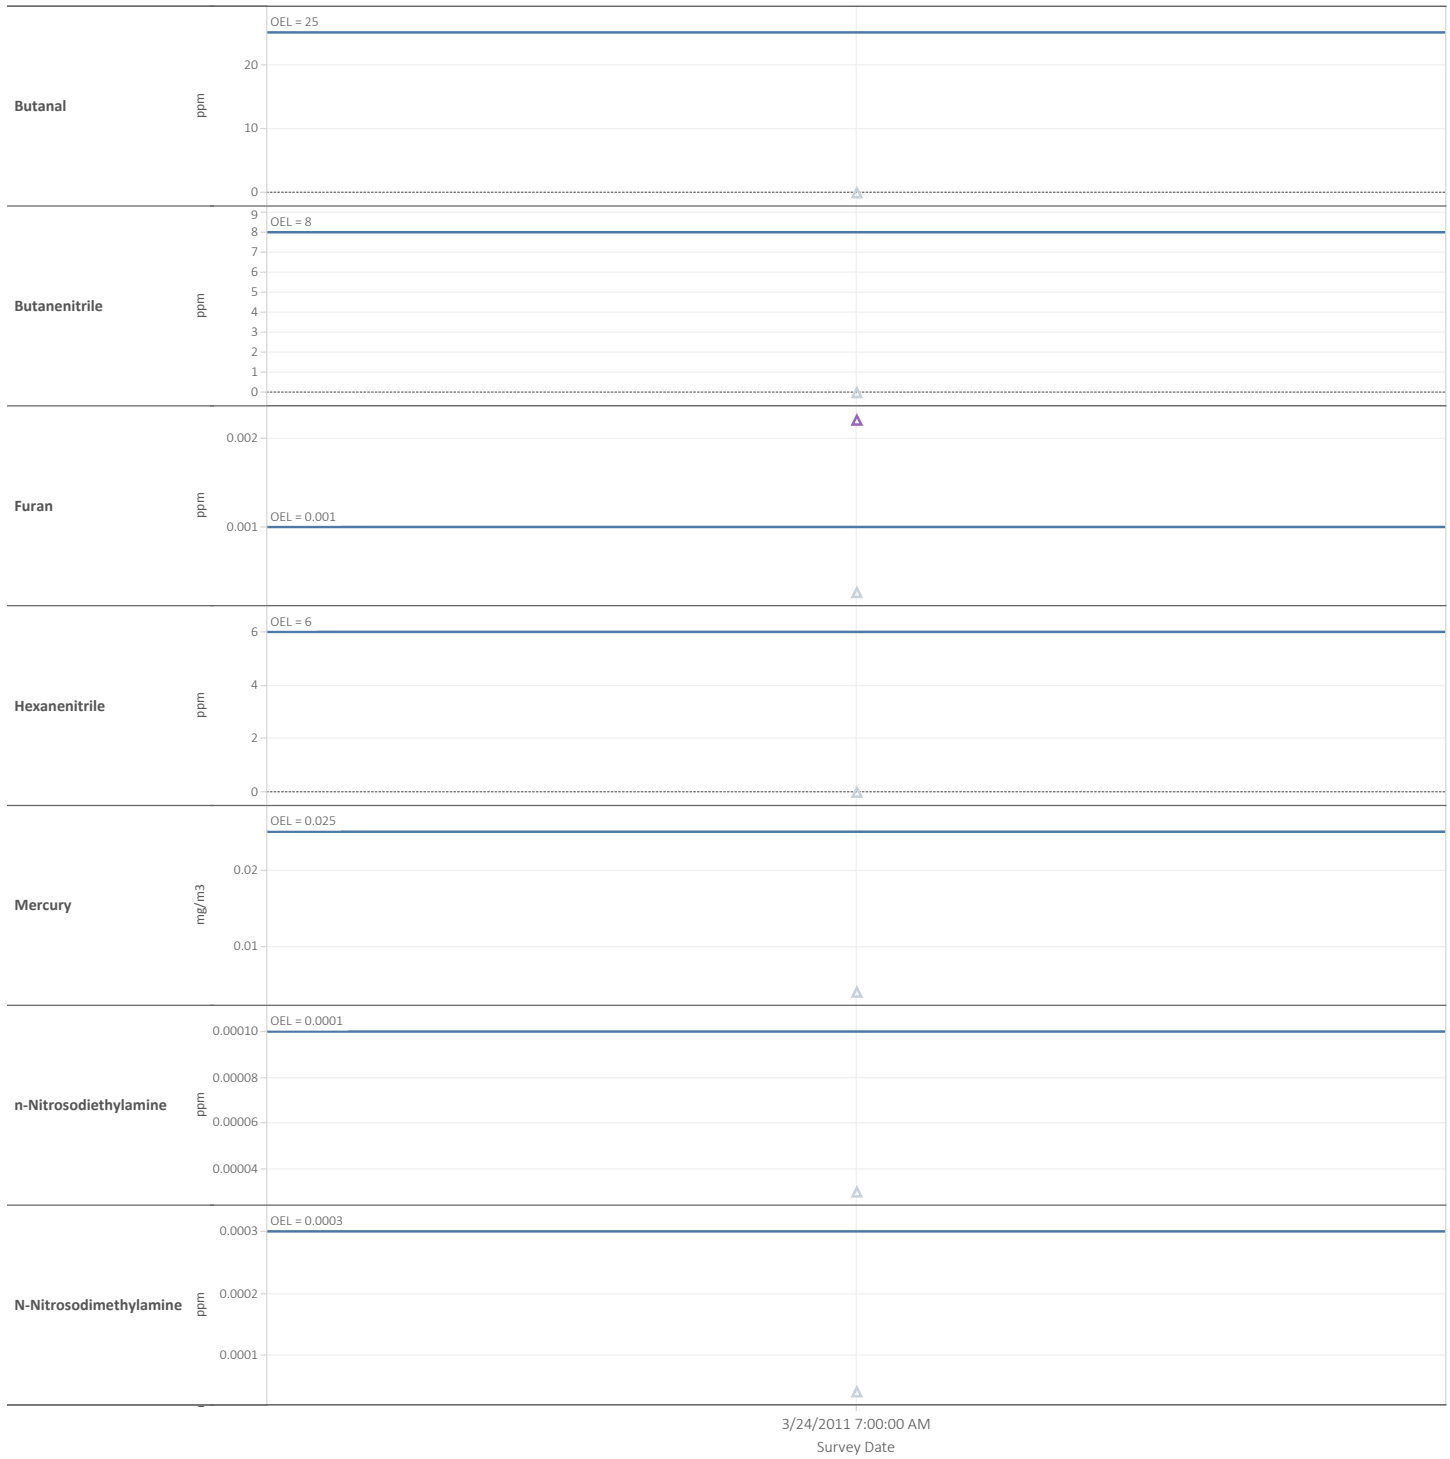 OEL = 25
20
Butanal
ppm
10
0
9
OEL = 8
8
7
6
5
Butanenitrile
ppm
4
3
2
1
0
0.002
Furan
ppm
OEL = 0.001
0.001
OEL = 6
6
4
Hexanenitrile
ppm
2
0
OEL = 0.025
0.02
Mercury
mg/m3
0.01
OEL = 0.0001
0.00010
0.00008
n-Nitrosodiethylamine
ppm
0.00006
0.00004
OEL = 0.0003
0.0003
0.0002
N-Nitrosodimethylamine
ppm
0.0001
3/24/2011 7:00:00 AM
Survey Date